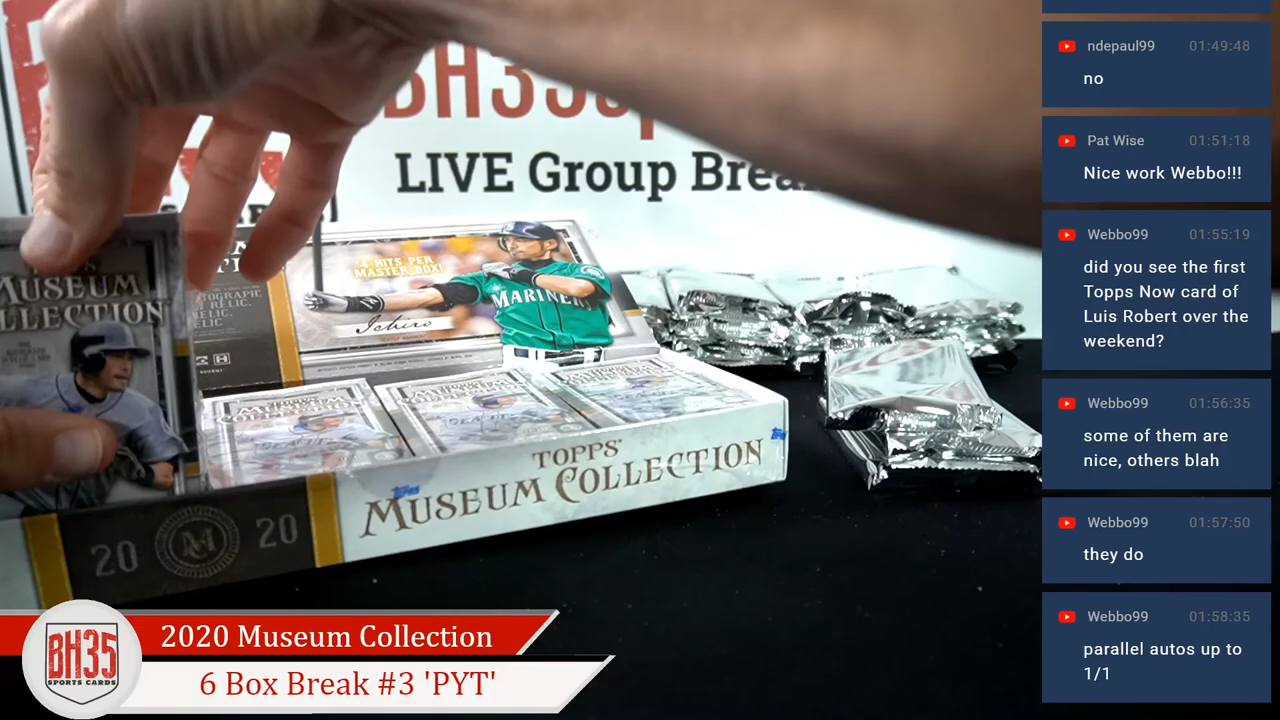 BH35
LIVE Group Brea
4 HITS PER
MASTER BOX!
MARINERS
Ichiro
MUSEUM
COLLECTION
TOPPS
MUSEUM COLLECTION
topps
20 M 20
BH35
SPORTS CARDS
2020 Museum Collection
6 Box Break #3 'PYT'
ndepaul99 01:49:48
no
Pat Wise 01:51:18
Nice work Webbo!!!
Webbo99 01:55:19
did you see the first
Topps Now card of
Luis Robert over the
weekend?
Webbo99 01:56:35
some of them are
nice, others blah
Webbo99 01:57:50
they do
Webbo99 01:58:35
parallel autos up to
1/1